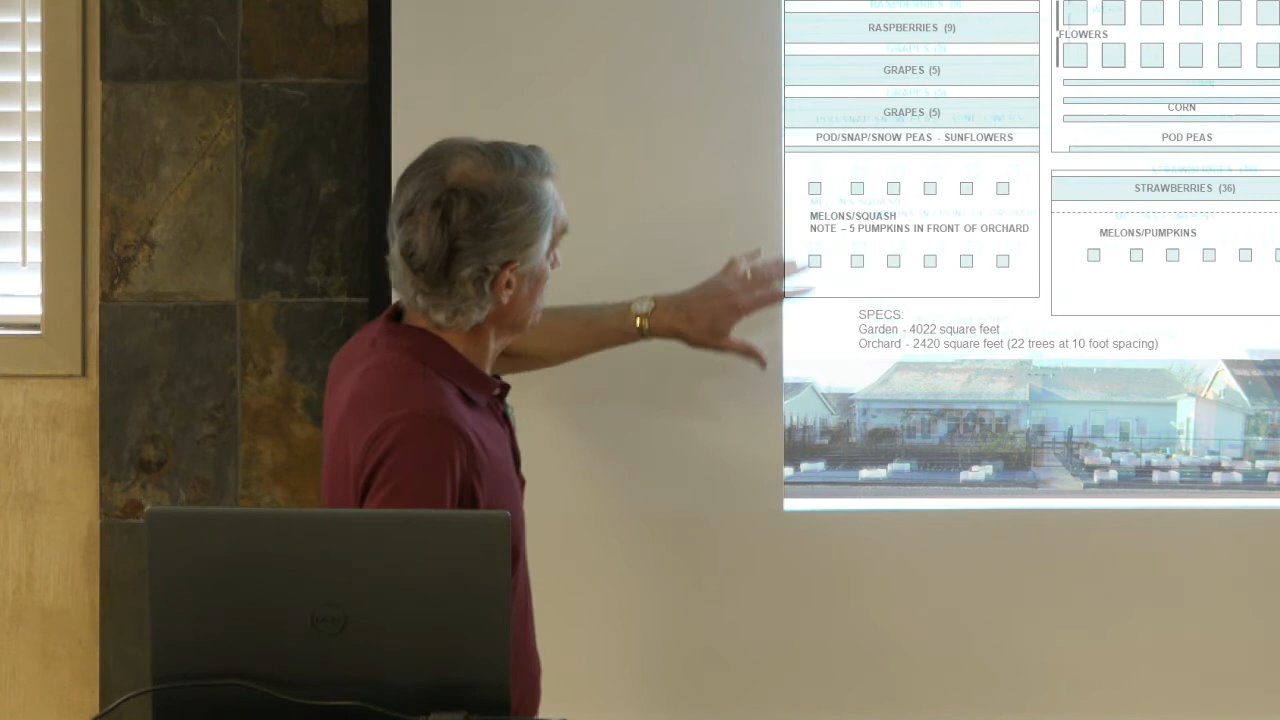 RASPBERRIES (9)
GRAPES (5)
GRAPES (5)
POD/SNAP/SNOW PEAS - SUNFLOWERS
MELONS/SQUASH
NOTE – 5 PUMPKINS IN FRONT OF ORCHARD
FLOWERS
CORN
POD PEAS
STRAWBERRIES (36)
MELONS/PUMPKINS
SPECS:
Garden - 4022 square feet
Orchard - 2420 square feet (22 trees at 10 foot spacing)
DELL